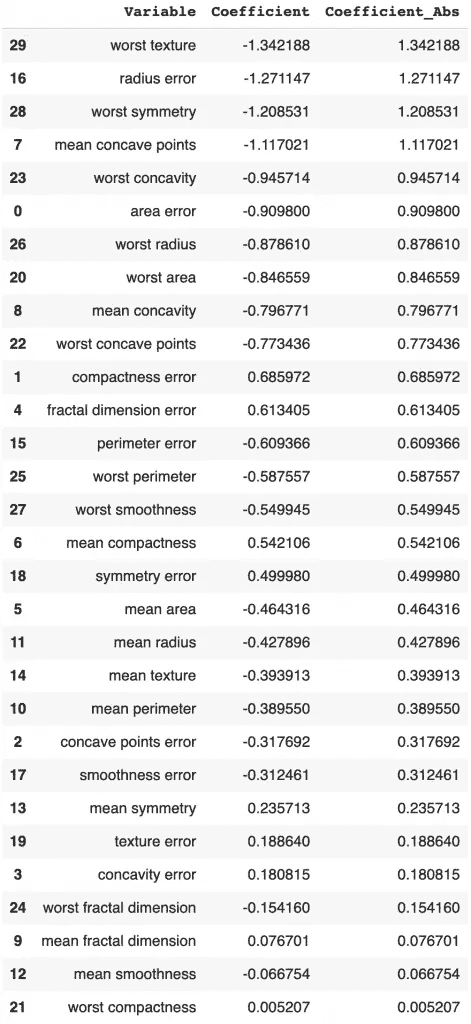 Variable Coefficient Coefficient_Abs
29 worst texture -1.342188 1.342188
16 radius error -1.271147 1.271147
28 worst symmetry -1.208531 1.208531
7 mean concave points -1.117021 1.117021
23 worst concavity -0.945714 0.945714
0 area error -0.909800 0.909800
26 worst radius -0.878610 0.878610
20 worst area -0.846559 0.846559
8 mean concavity -0.796771 0.796771
22 worst concave points -0.773436 0.773436
1 compactness error 0.685972 0.685972
4 fractal dimension error 0.613405 0.613405
15 perimeter error -0.609366 0.609366
25 worst perimeter -0.587557 0.587557
27 worst smoothness -0.549945 0.549945
6 mean compactness 0.542106 0.542106
18 symmetry error 0.499980 0.499980
5 mean area -0.464316 0.464316
11 mean radius -0.427896 0.427896
14 mean texture -0.393913 0.393913
10 mean perimeter -0.389550 0.389550
2 concave points error -0.317692 0.317692
17 smoothness error -0.312461 0.312461
13 mean symmetry 0.235713 0.235713
19 texture error 0.188640 0.188640
3 concavity error 0.180815 0.180815
24 worst fractal dimension -0.154160 0.154160
9 mean fractal dimension 0.076701 0.076701
12 mean smoothness -0.066754 0.066754
21 worst compactness 0.005207 0.005207